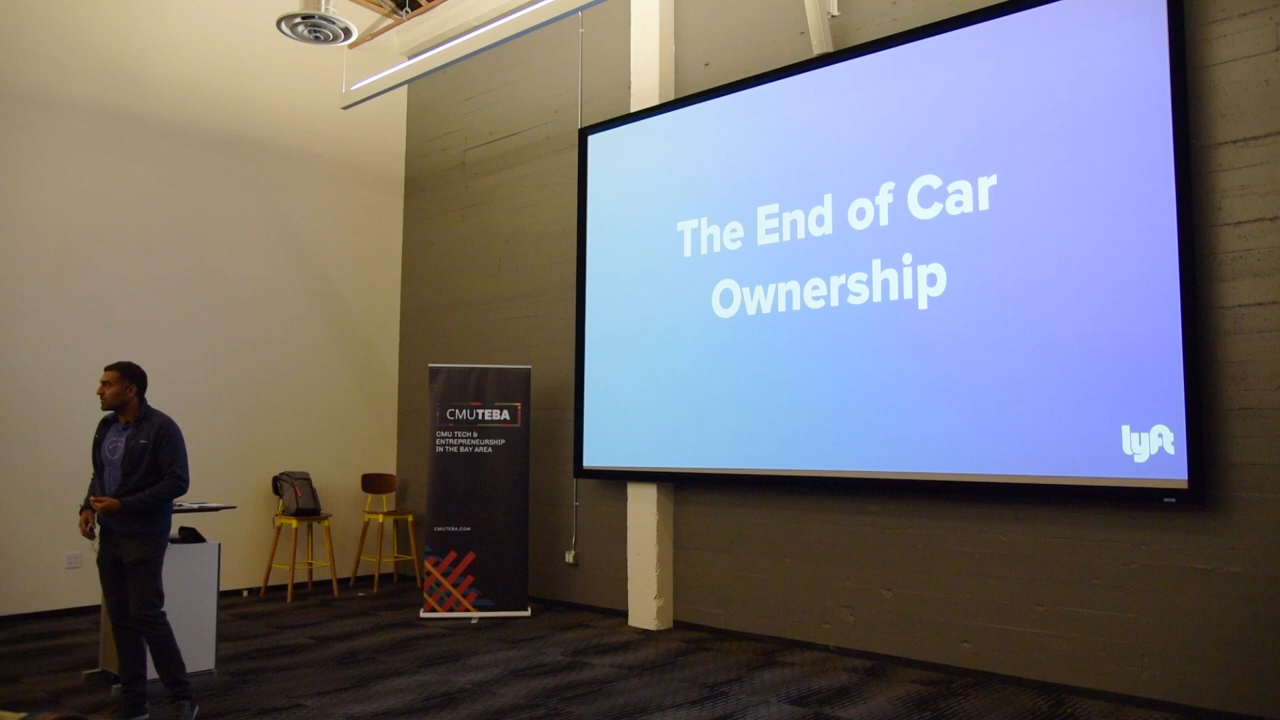 The End of Car
Ownership
lyft
CMUTEBA
CMU TECH &
ENTREPRENEURSHIP
IN THE BAY AREA
CMUTEBA.COM